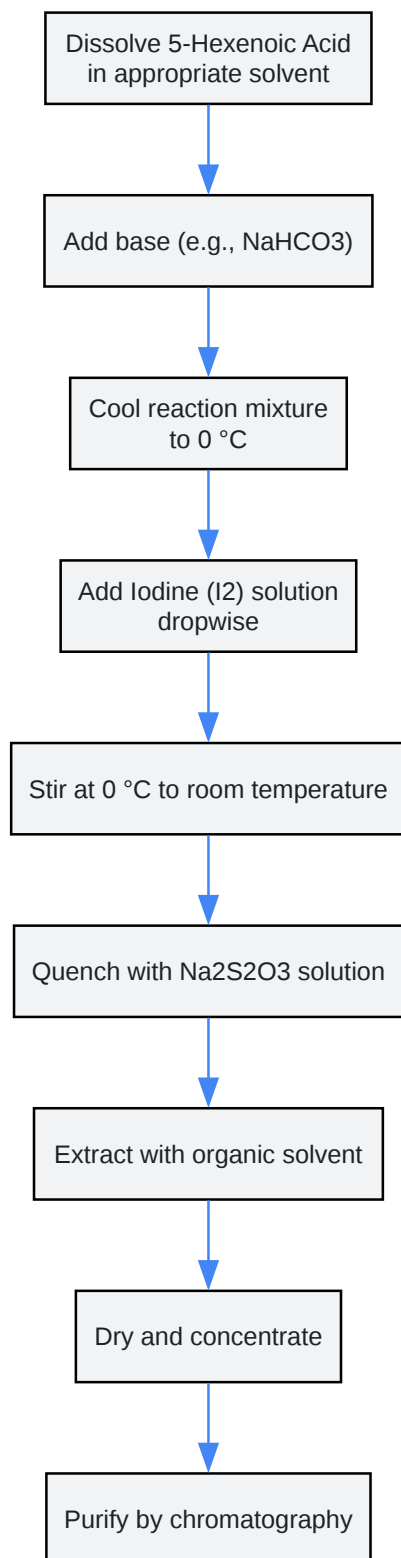 Dissolve 5-Hexenoic Acid
in appropriate solvent
Add base (e.g., NaHCO3)
Cool reaction mixture
to 0 °C
Add Iodine (I2) solution
dropwise
Stir at 0 °C to room temperature
Quench with Na2S2O3 solution
Extract with organic solvent
Dry and concentrate
Purify by chromatography